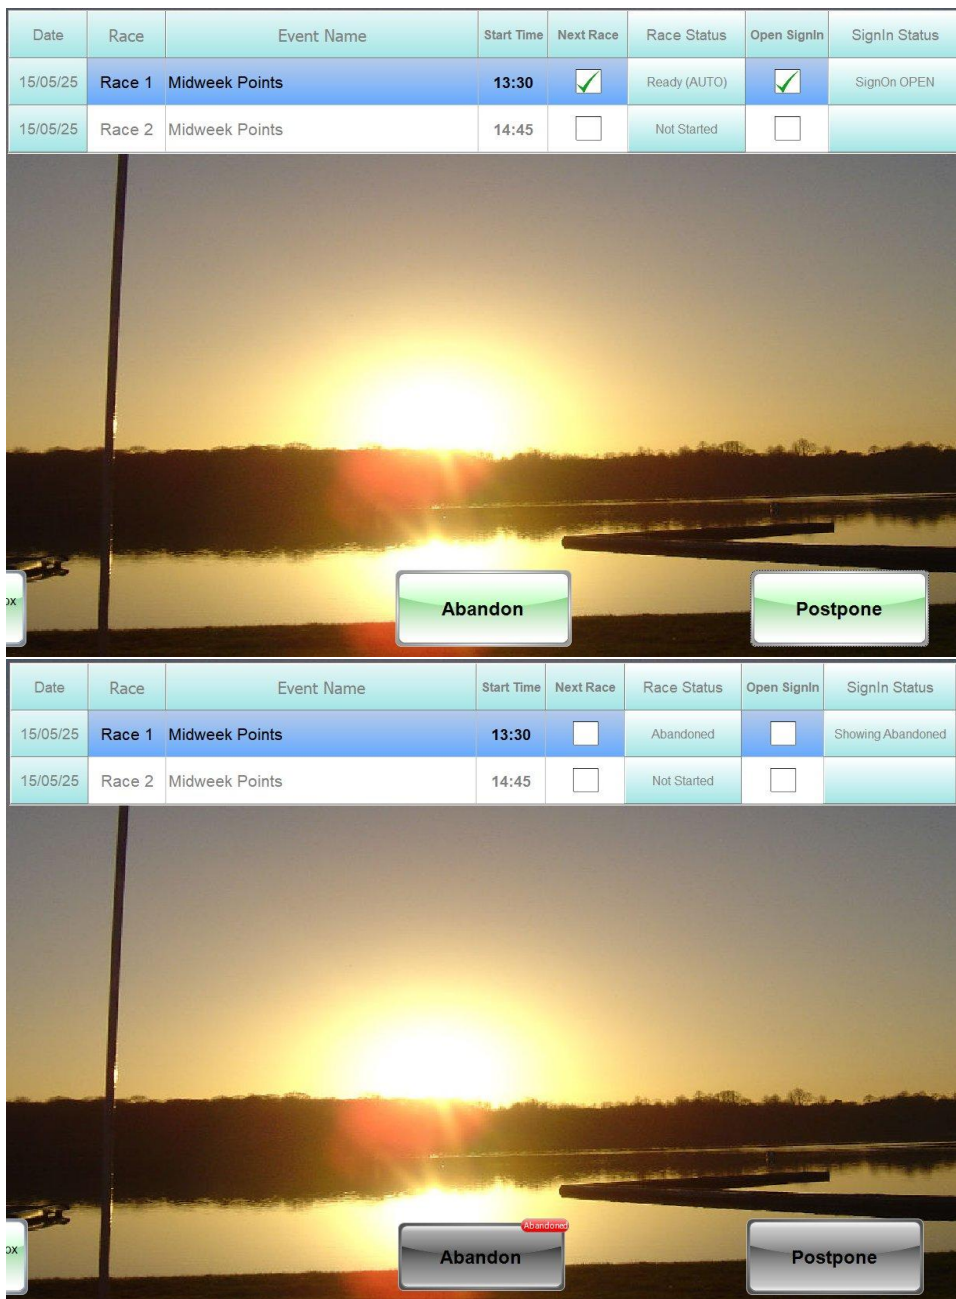 Date Race Event Name Start Time Next Race Race Status Open SignIn SignIn Status
15/05/25 Race 1 Midweek Points 13:30 Ready (AUTO) SignOn OPEN
15/05/25 Race 2 Midweek Points 14:45 Not Started
ox Abandon Postpone
Date Race Event Name Start Time Next Race Race Status Open SignIn SignIn Status
15/05/25 Race 1 Midweek Points 13:30 Abandoned Showing Abandoned
15/05/25 Race 2 Midweek Points 14:45 Not Started
Abandoned
ox Abandon Postpone